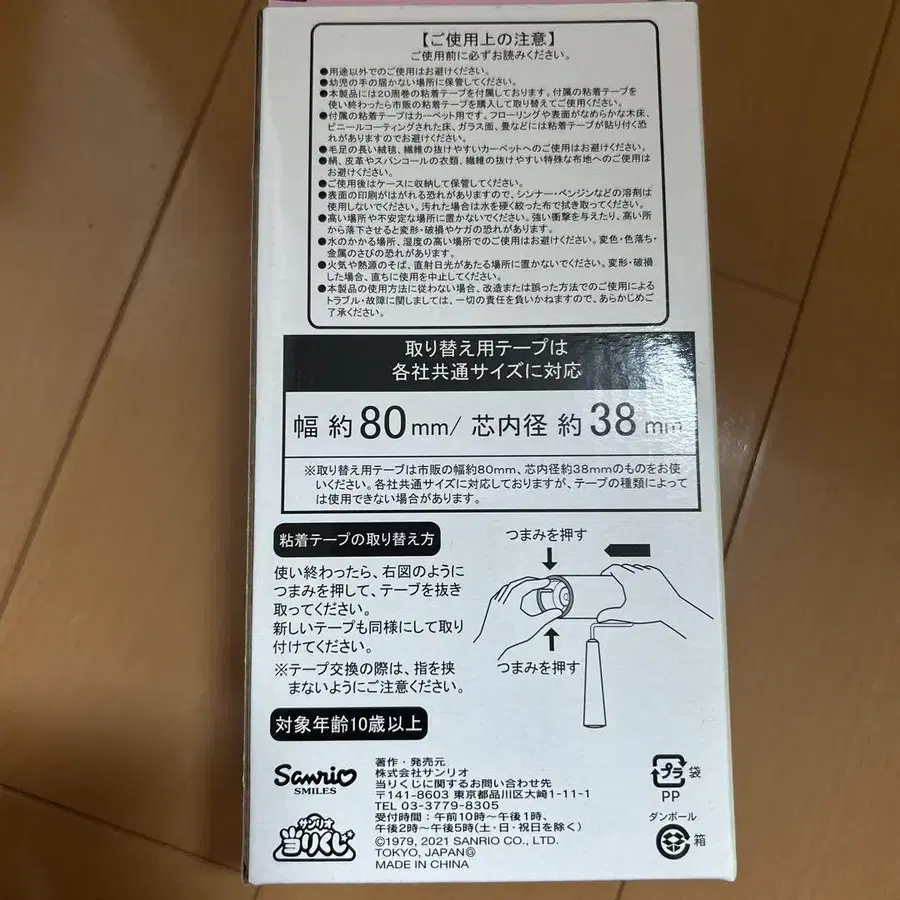 【ご使用上の注意】
ご使用前に必ずお読みください。
●用途以外でのご使用はお避けください。
●幼児の手の届かない場所に保管してください。
●本製品には20周巻の粘着テープを付属しております。付属の粘着テープを
使い終わったら市販の粘着テープを購入して取り替えてご使用ください。
●付属の粘着テープはカーペット用です。フローリングや表面がなめらかな木床、
ビニールコーティングされた床、ガラス面、畳などには粘着テープが貼り付く恐
れがありますのでお避けください。
●毛足の長い絨毯、繊維の抜けやすいカーペットへのご使用はお避けください。
●絹、皮革やスパンコールの衣類、繊維の抜けやすい特殊な布地へのご使用は
お避けください。
●ご使用後はケースに収納して保管してください。
●表面の印刷がはがれる恐れがありますので、シンナー・ベンジンなどの溶剤は
使用しないでください。汚れた場合は水を硬く絞った布で拭き取ってください。
●高い場所や不安定な場所に置かないでください。強い衝撃を与えたり、高い所
から落下させると変形・破損やケガの恐れがあります。
●水のかかる場所、湿度の高い場所でのご使用はお避けください。変色・色落ち・
金属のさびの恐れがあります。
●火気や熱源のそば、直射日光があたる場所に置かないでください。変形・破損
した場合、直ちに使用を中止してください。
●本製品の使用方法に従わない場合、改造または誤った方法でのご使用による
トラブル・故障に関しましては、一切の責任を負いかねますので、あらかじめご
了承ください。
取り替え用テープは
各社共通サイズに対応
幅 約80mm/ 芯内径 約38mm
※取り替え用テープは市販の幅約80mm、芯内径約38mmのものをお使
いください。各社共通サイズに対応しておりますが、テープの種類によって
は使用できない場合があります。
粘着テープの取り替え方
使い終わったら、右図のように
つまみを押して、テープを抜き
取ってください。
新しいテープも同様にして取り
付けてください。
※テープ交換の際は、指を挟
まないようにご注意ください。
つまみを押す
つまみを押す
対象年齢10歳以上
Sanrio
SMILES
サンリオ
当りくじ
著作・発売元
株式会社サンリオ
当りくじに関するお問い合わせ先
〒141-8603 東京都品川区大崎1-11-1
TEL 03-3779-8305
受付時間:午前10時～午後1時、
午後2時～午後5時(土・日・祝日を除く)
©1979, 2021 SANRIO CO., LTD.
TOKYO, JAPAN Ⓖ
MADE IN CHINA
プラ 袋
PP
ダンボール
箱